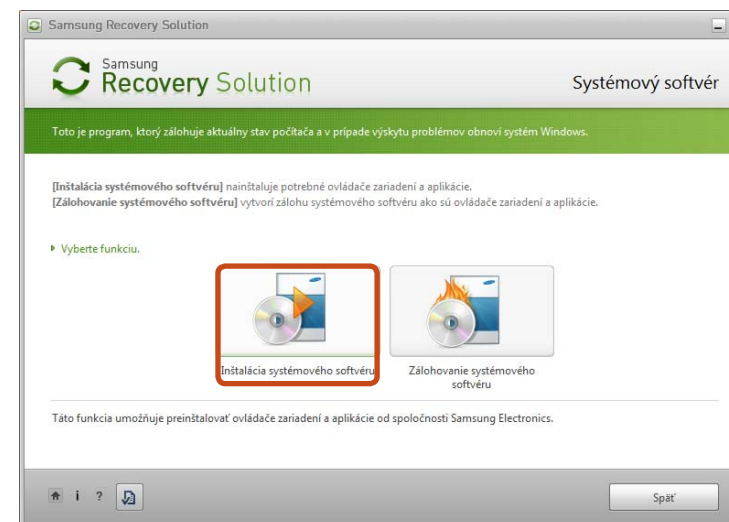 Samsung Recovery Solution
Samsung
Recovery Solution
Systémový softvér
Toto je program, ktorý zálohuje aktuálny stav počítača a v prípade výskytu problémov obnoví systém Windows.
[Inštalácia systémového softvéru] nainštaluje potrebné ovládače zariadení a aplikácie.
[Zálohovanie systémového softvéru] vytvorí zálohu systémového softvéru ako sú ovládače zariadení a aplikácie.
Vyberte funkciu.
Inštalácia systémového softvéru
Zálohovanie systémového
softvéru
Táto funkcia umožňuje preinštalovať ovládače zariadení a aplikácie od spoločnosti Samsung Electronics.
i ?
Späť